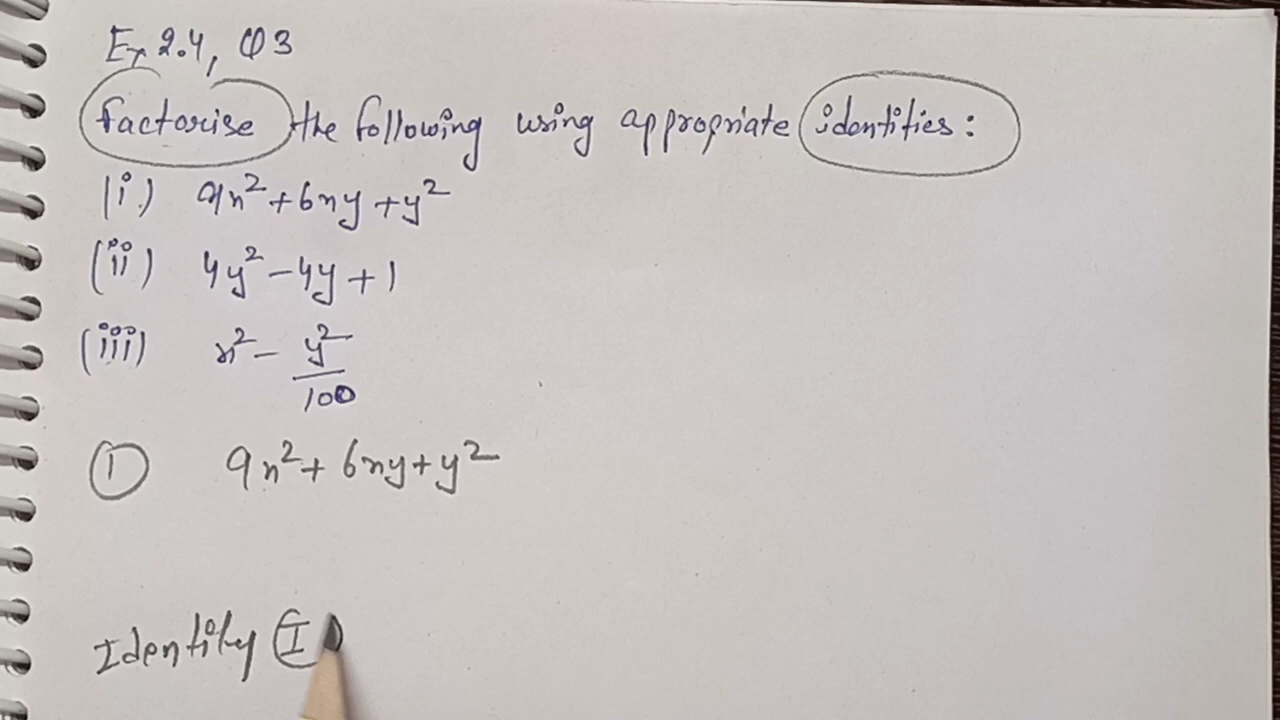 Ex 2.4, Q3
factorise the following using appropriate identities:
(i) 9x² + 6xy + y²
(ii) 4y² - 4y + 1
(iii) x² - y²/100
① 9x² + 6xy + y²
Identity Ⓘ